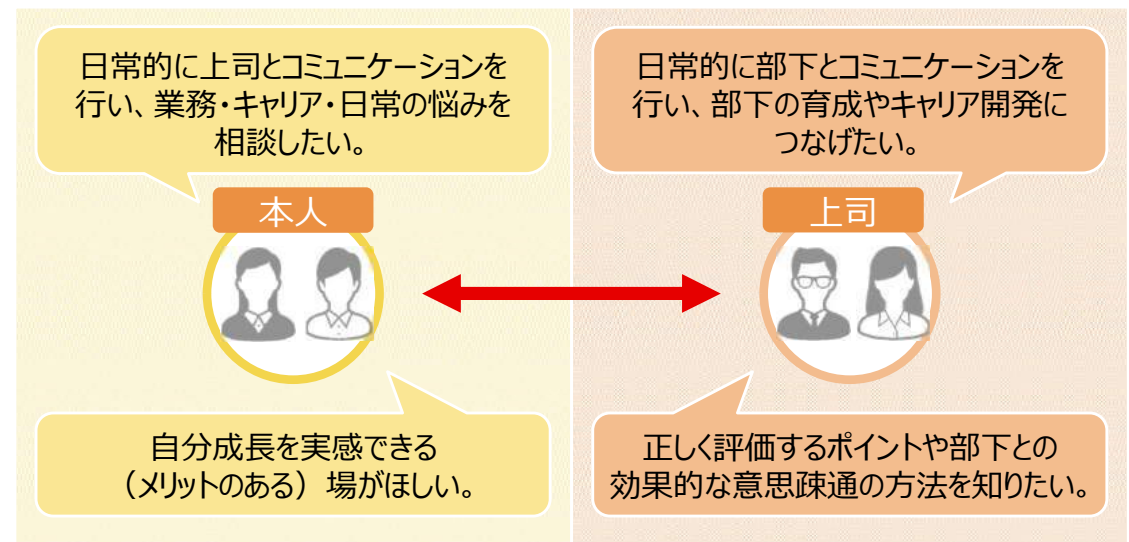 日常的に上司とコミュニケーションを
行い、業務・キャリア・日常の悩みを
相談したい。
本人
自分成長を実感できる
（メリットのある）場がほしい。
日常的に部下とコミュニケーションを
行い、部下の育成やキャリア開発に
つなげたい。
上司
正しく評価するポイントや部下との
効果的な意思疎通の方法を知りたい。